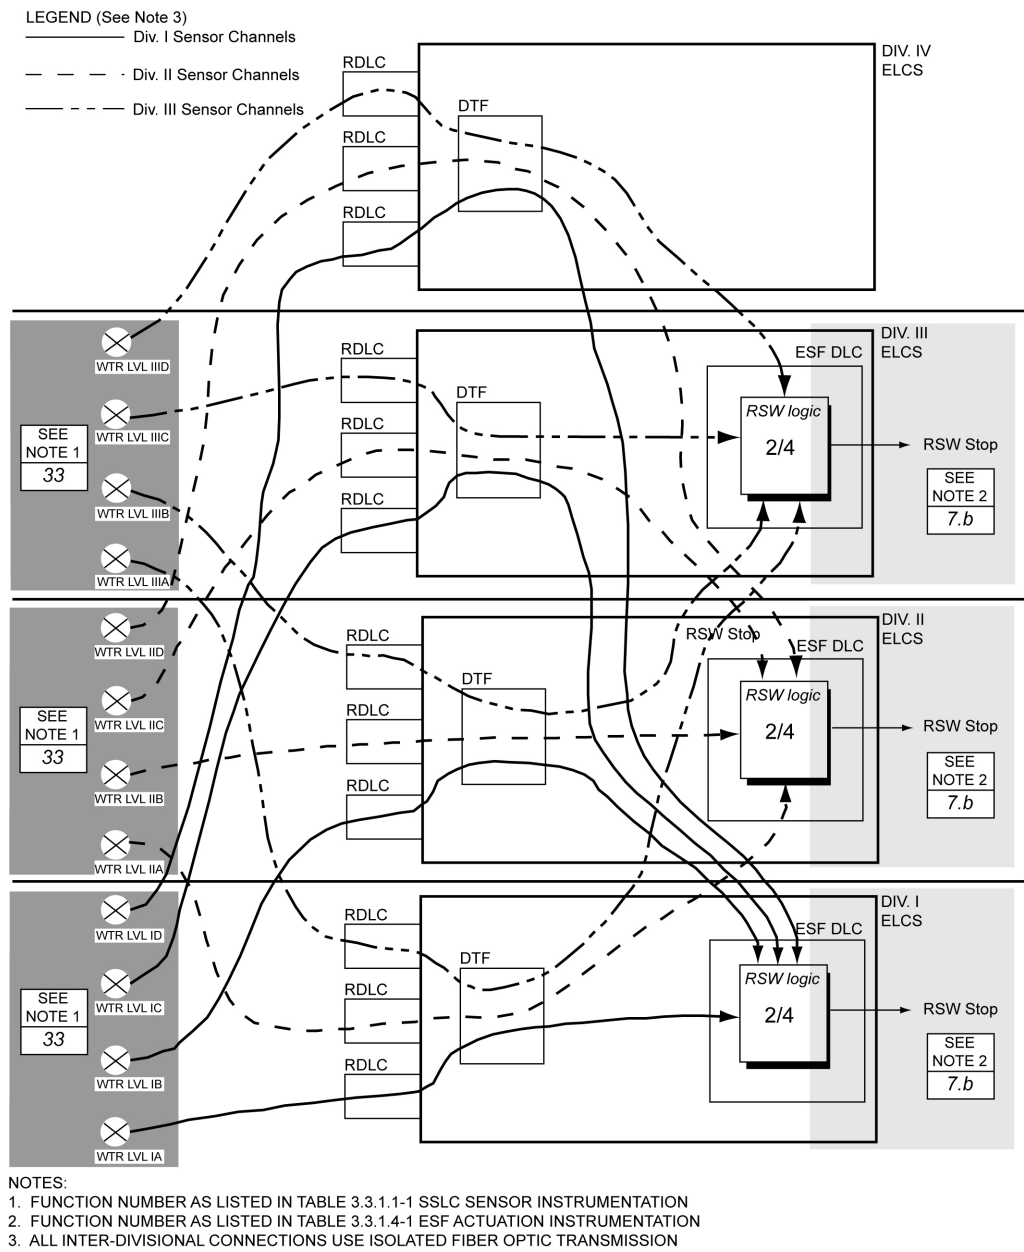 LEGEND (See Note 3)
Div. I Sensor Channels
Div. II Sensor Channels
Div. III Sensor Channels
DIV. IV
ELCS
RDLC
DTF
RDLC
RDLC
WTR LVL IIID
WTR LVL IIIC
SEE
NOTE 1
33
WTR LVL IIIB
WTR LVL IIIA
DIV. III
ELCS
RDLC
ESF DLC
DTF
RSW logic
2/4
RDLC
RDLC
RSW Stop
SEE
NOTE 2
7.b
WTR LVL IID
WTR LVL IIC
SEE
NOTE 1
33
WTR LVL IIB
WTR LVL IIA
DIV. II
ELCS
RDLC
RSW Stop
ESF DLC
DTF
RSW logic
2/4
RDLC
RDLC
RSW Stop
SEE
NOTE 2
7.b
WTR LVL ID
WTR LVL IC
SEE
NOTE 1
33
WTR LVL IB
WTR LVL IA
DIV. I
ELCS
RDLC
ESF DLC
DTF
RSW logic
2/4
RDLC
RDLC
RSW Stop
SEE
NOTE 2
7.b
NOTES:
1. FUNCTION NUMBER AS LISTED IN TABLE 3.3.1.1-1 SSLC SENSOR INSTRUMENTATION
2. FUNCTION NUMBER AS LISTED IN TABLE 3.3.1.4-1 ESF ACTUATION INSTRUMENTATION
3. ALL INTER-DIVISIONAL CONNECTIONS USE ISOLATED FIBER OPTIC TRANSMISSION